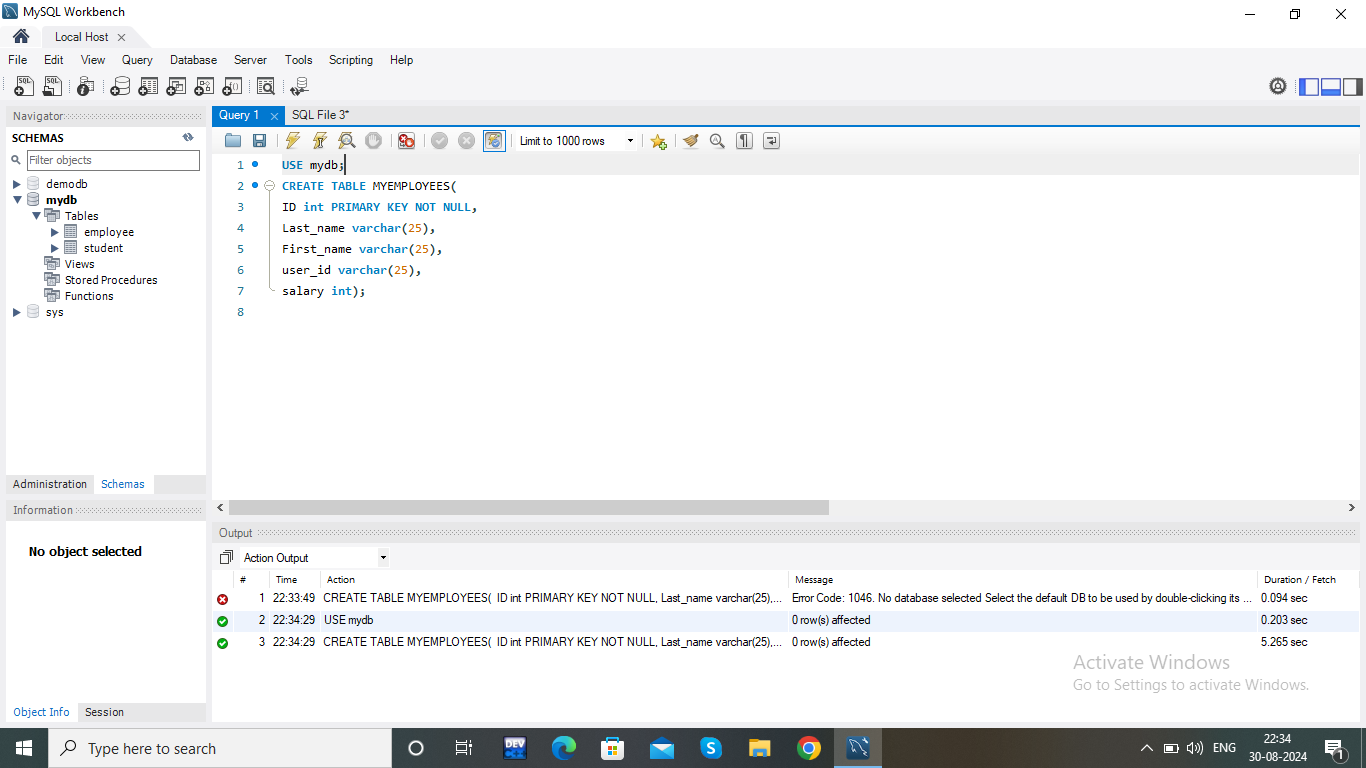 MySQL Workbench
Local Host
File Edit View Query Database Server Tools Scripting Help
Navigator
SCHEMAS
Filter objects
demodb
mydb
Tables
employee
student
Views
Stored Procedures
Functions
sys
Administration Schemas
Information
No object selected
Object Info Session
Query 1 SQL File 3*
Limit to 1000 rows
1 USE mydb;
2 CREATE TABLE MYEMPLOYEES(
3 ID int PRIMARY KEY NOT NULL,
4 Last_name varchar(25),
5 First_name varchar(25),
6 user_id varchar(25),
7 salary int);
8
Output
Action Output
# Time Action Message Duration / Fetch
1 22:33:49 CREATE TABLE MYEMPLOYEES( ID int PRIMARY KEY NOT NULL, Last_name varchar(25),... Error Code: 1046. No database selected Select the default DB to be used by double-clicking its ... 0.094 sec
2 22:34:29 USE mydb 0 row(s) affected 0.203 sec
3 22:34:29 CREATE TABLE MYEMPLOYEES( ID int PRIMARY KEY NOT NULL, Last_name varchar(25),... 0 row(s) affected 5.265 sec
Activate Windows
Go to Settings to activate Windows.
Type here to search
DEV
ENG
22:34
30-08-2024
1